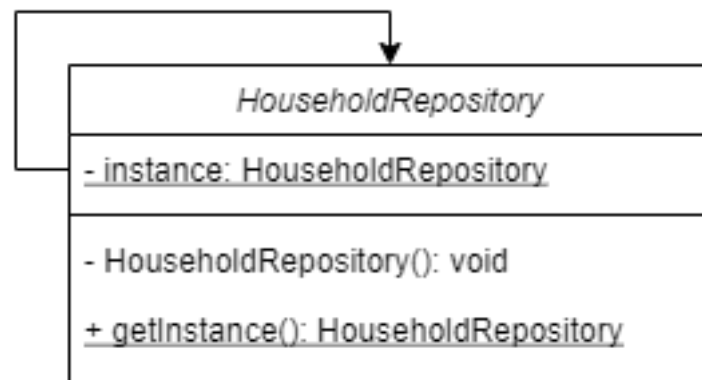 HouseholdRepository
- instance: HouseholdRepository
- HouseholdRepository(): void
+ getInstance(): HouseholdRepository